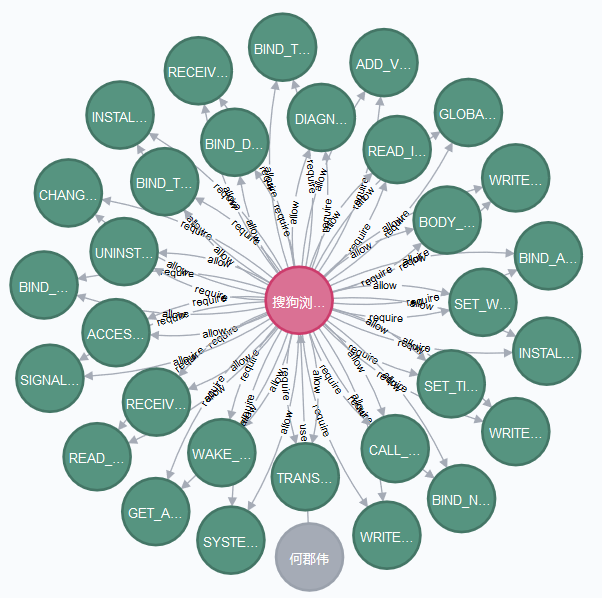 BIND_T...
RECEIV...
ADD_V...
INSTAL...
DIAGN...
GLOBA...
BIND_D...
READ_I...
CHANG...
BIND_T...
WRITE...
BODY_...
UNINST...
BIND_A...
BIND_...
搜狗浏...
SET_W...
ACCES...
INSTAL...
SIGNAL...
SET_TI...
RECEIV...
WRITE...
READ_...
WAKE_...
CALL_...
TRANS...
BIND_N...
GET_A...
SYSTE...
WRITE...
何郡伟
allow
require
use